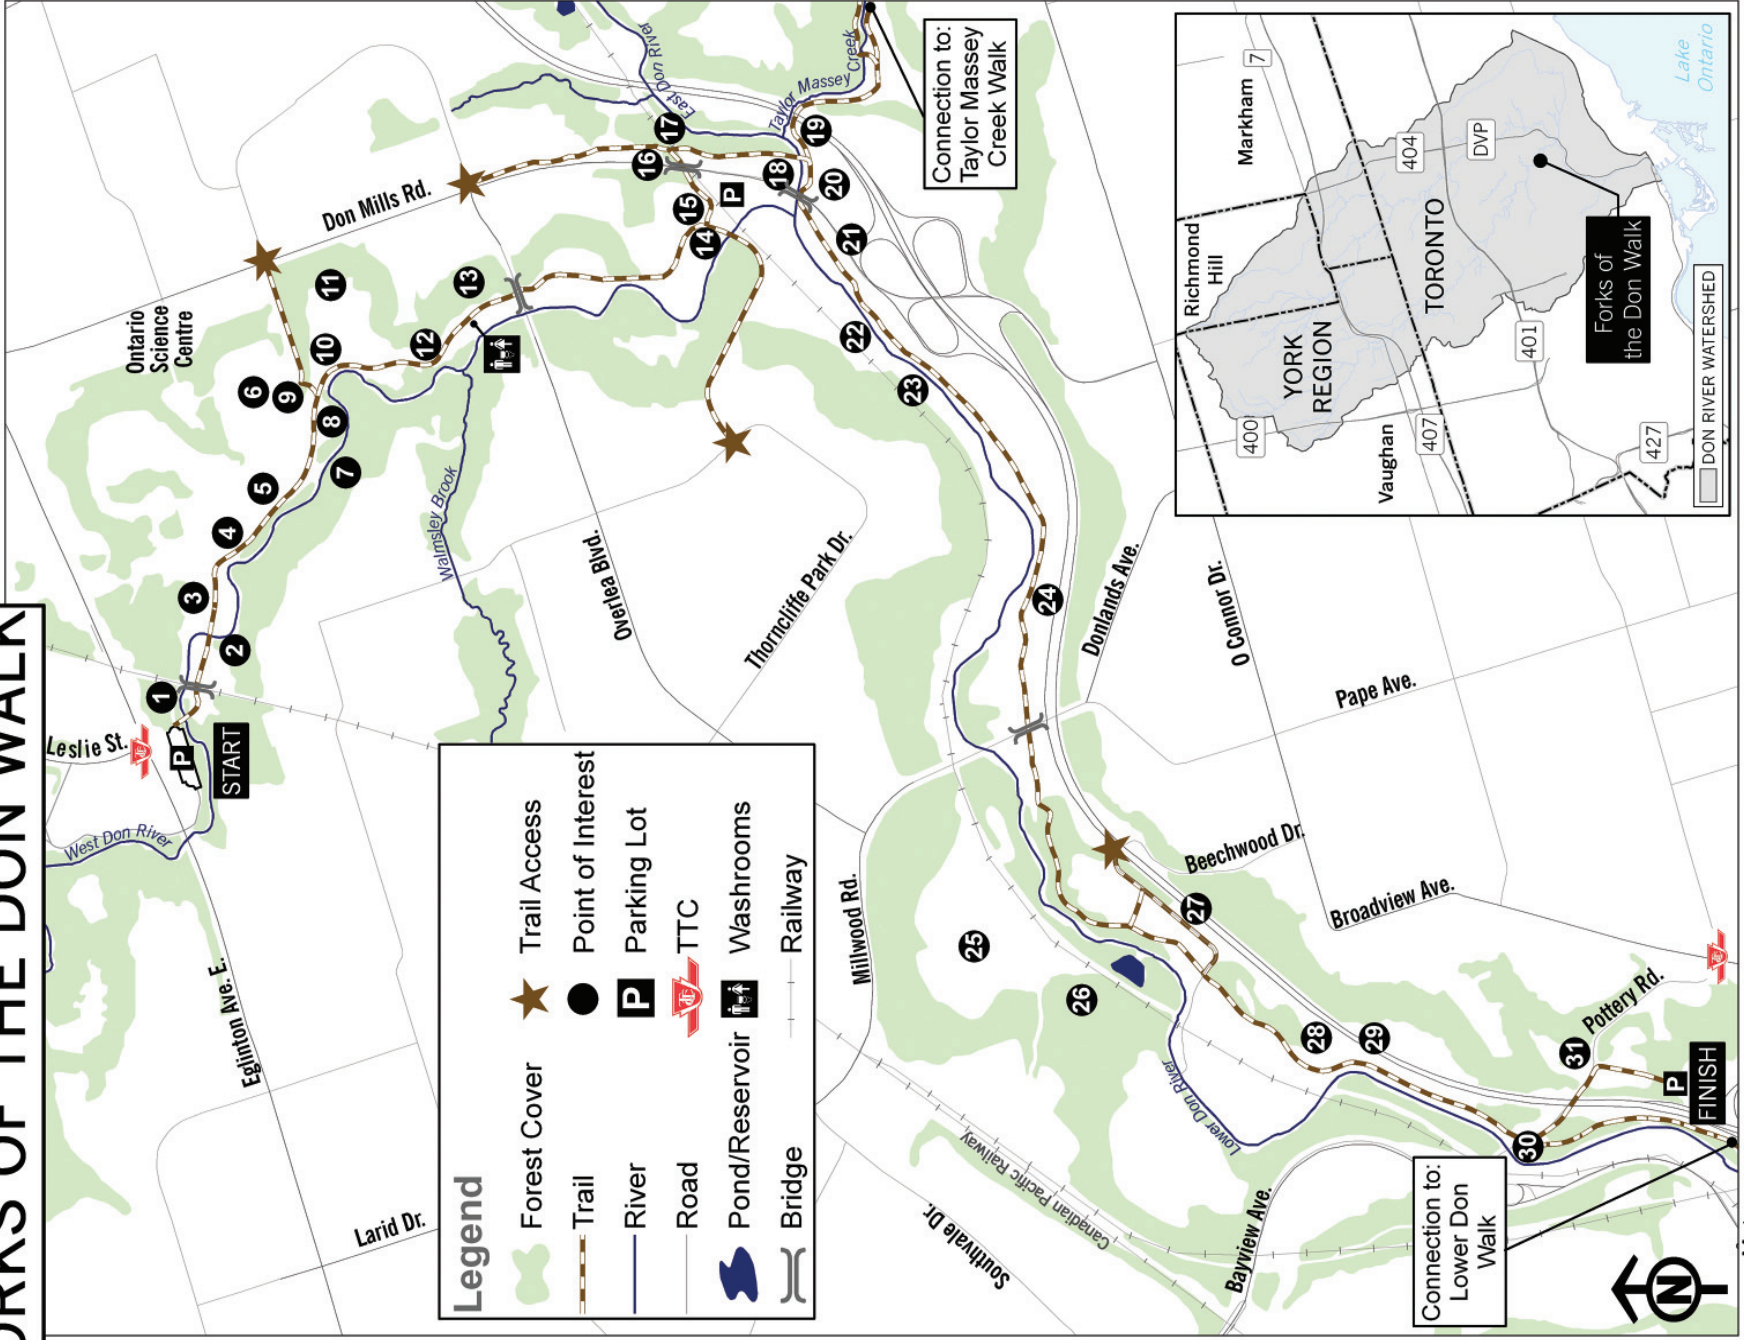 ORKS OF THE DON WALK
Leslie St.
START
P
West Don River
Eglinton Ave. E.
Larid Dr.
Ontario
Science
Centre
Don Mills Rd.
Walmsley Brook
Overlea Blvd.
Thorncliffe Park Dr.
East Don River
Taylor Massey Creek
P
Connection to:
Taylor Massey
Creek Walk
1
2
3
4
5
6
7
8
9
10
11
12
13
14
15
16
17
18
19
20
21
22
23
24
25
26
27
28
29
30
31
Legend
Forest Cover
Trail
River
Road
Pond/Reservoir
Bridge
Trail Access
Point of Interest
P
Parking Lot
TTC
Washrooms
Railway
Millwood Rd.
Donlands Ave.
O Connor Dr.
Pape Ave.
Beechwood Dr.
Broadview Ave.
Pottery Rd.
Lower Don River
Canadian Pacific Railway
Southvale Dr.
Bayview Ave.
P
FINISH
Connection to:
Lower Don
Walk
N
Richmond
Hill
Markham
7
YORK
REGION
TORONTO
Vaughan
400
407
404
DVP
401
427
Lake
Ontario
Forks of
the Don Walk
DON RIVER WATERSHED